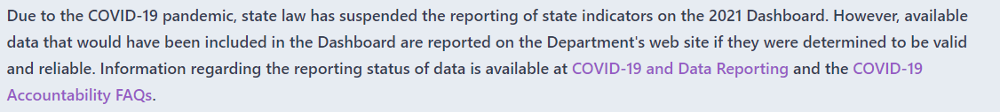 Due to the COVID-19 pandemic, state law has suspended the reporting of state indicators on the 2021 Dashboard. However, available
data that would have been included in the Dashboard are reported on the Department's web site if they were determined to be valid
and reliable. Information regarding the reporting status of data is available at COVID-19 and Data Reporting and the COVID-19
Accountability FAQs.